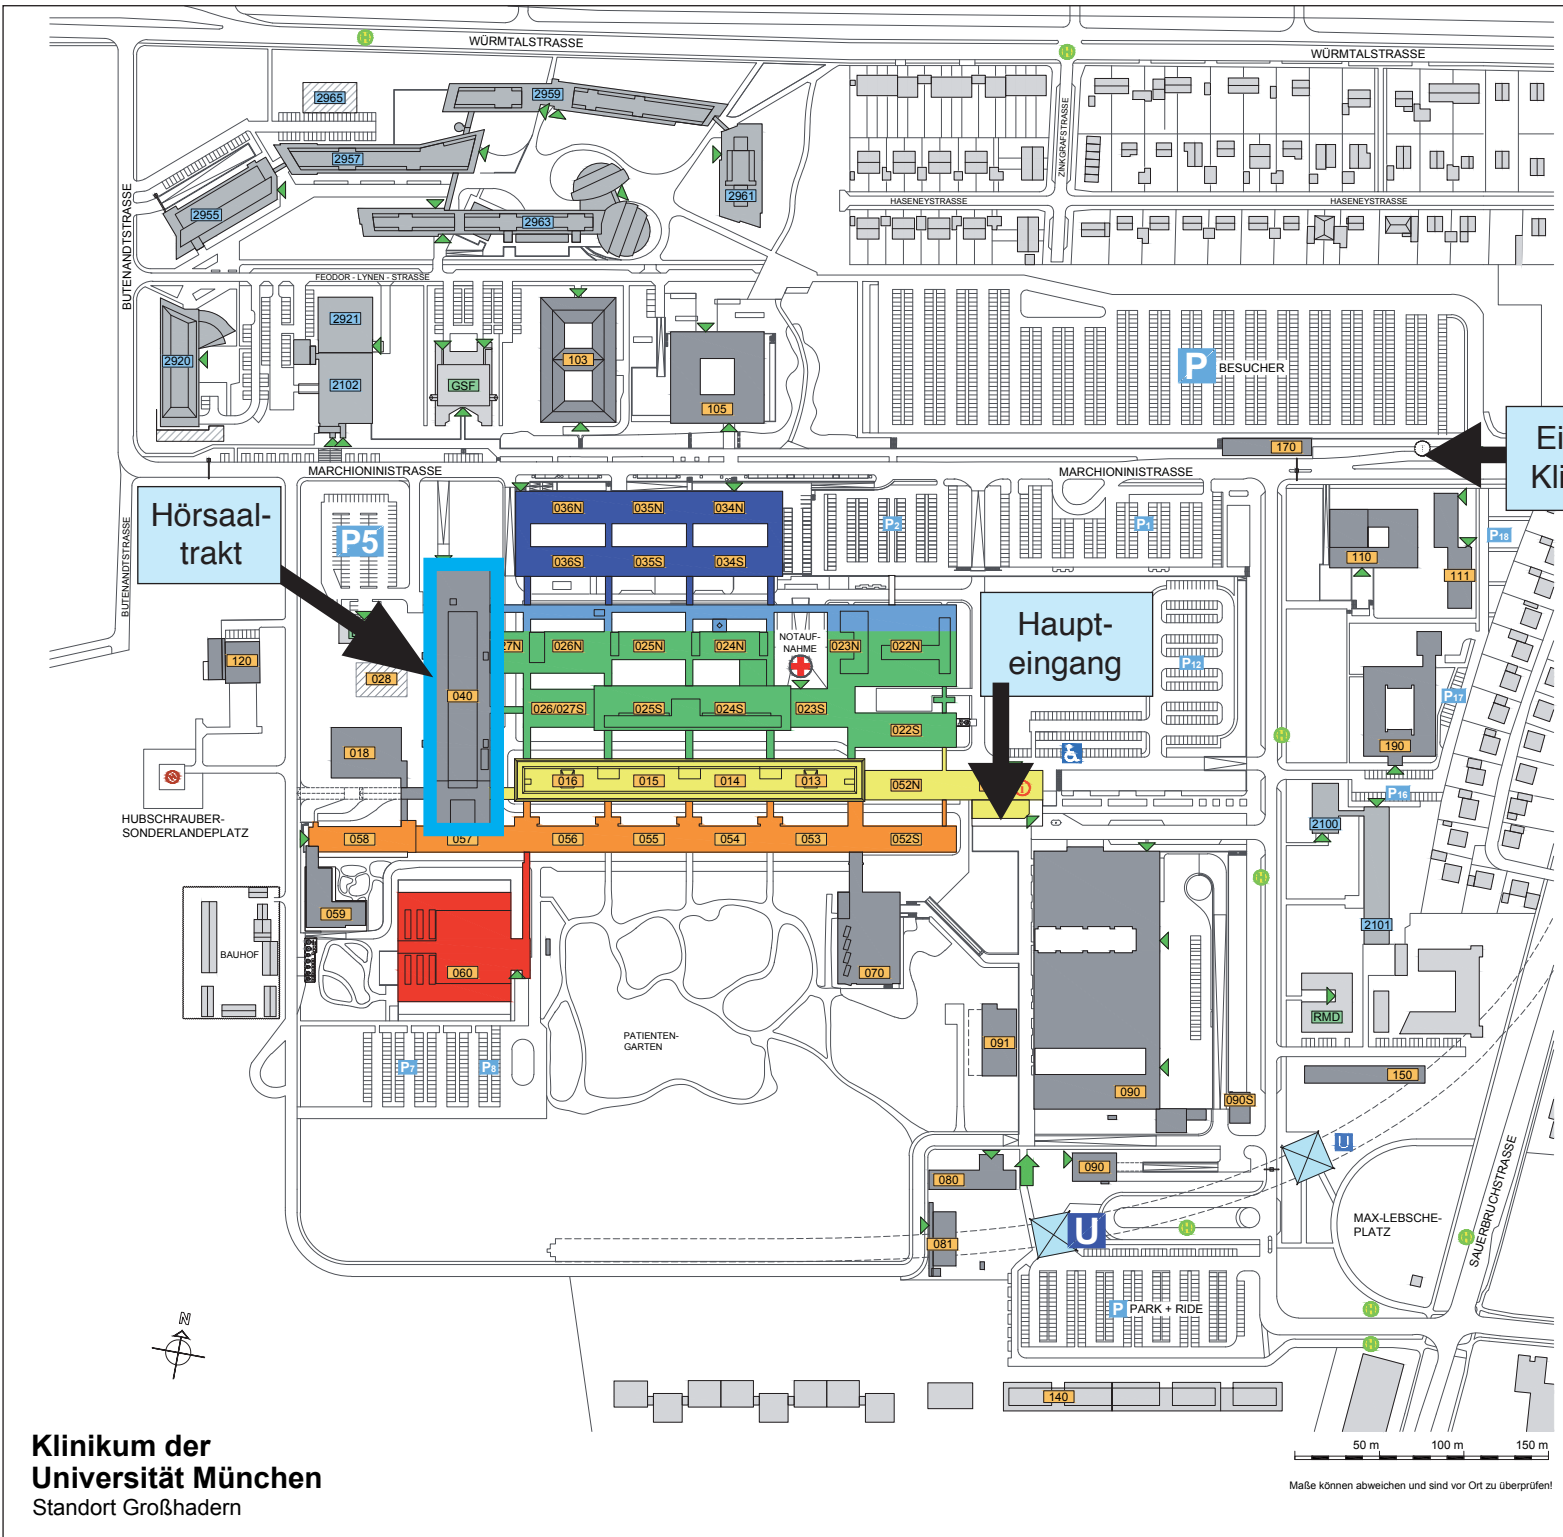 WÜRMTALSTRASSE
WÜRMTALSTRASSE
2965
2959
2957
2961
2955
2963
ZINKGRAFSTRASSE
HASENEYSTRASSE
HASENEYSTRASSE
BUTENANDTSTRASSE
FEODOR - LYNEN - STRASSE
2921
2920
2102
GSF
103
105
P BESUCHER
170
Ei
Kli
MARCHIONINISTRASSE
MARCHIONINISTRASSE
Hörsaal-
trakt
P5
BUTENANDTSTRASSE
036N
035N
034N
036S
035S
034S
P2
P1
P18
110
111
Haupt-
eingang
27N
026N
025N
024N
NOTAUF-
NAHME
023N
022N
P12
120
028
040
026/027S
025S
024S
023S
022S
P17
190
018
016
015
014
013
052N
P16
HUBSCHRAUBER-
SONDERLANDEPLATZ
058
057
056
055
054
053
052S
2100
059
BAUHOF
060
070
2101
RMD
PATIENTEN-
GARTEN
091
P7
P8
090
090S
150
U
080
090
081
U
MAX-LEBSCHE-
PLATZ
SAUERBRUCHSTRASSE
P PARK + RIDE
N
140
Klinikum der
Universität München
Standort Großhadern
50 m
100 m
150 m
Maße können abweichen und sind vor Ort zu überprüfen!